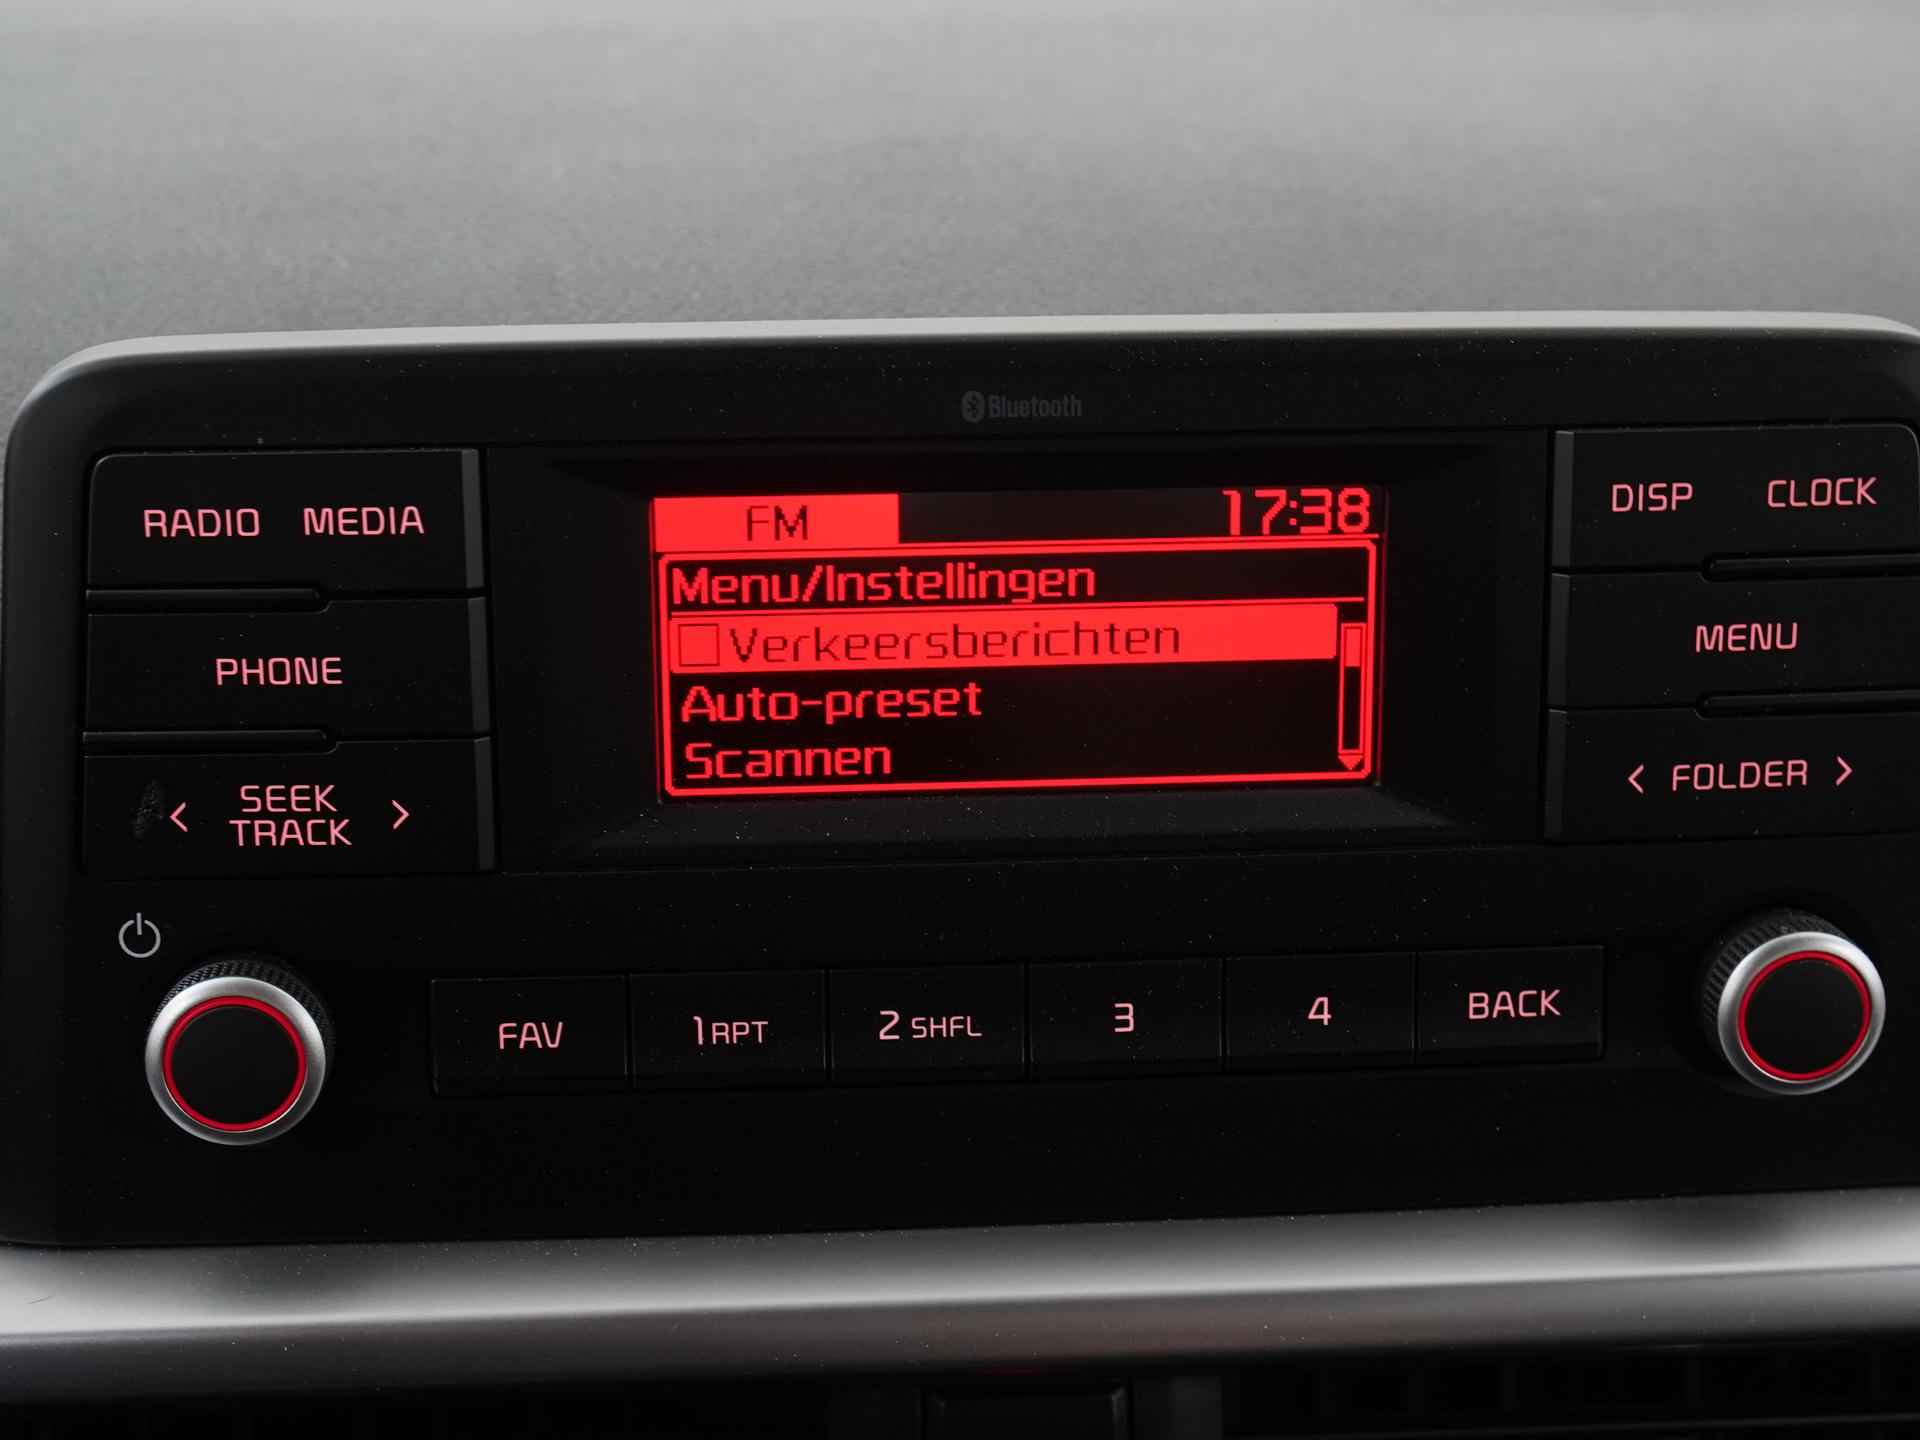 Bluetooth
RADIO MEDIA
PHONE
< SEEK TRACK >
FM 17:38
Menu/Instellingen
Verkeersberichten
Auto-preset
Scannen
DISP CLOCK
MENU
< FOLDER >
FAV 1 RPT 2 SHFL 3 4 BACK